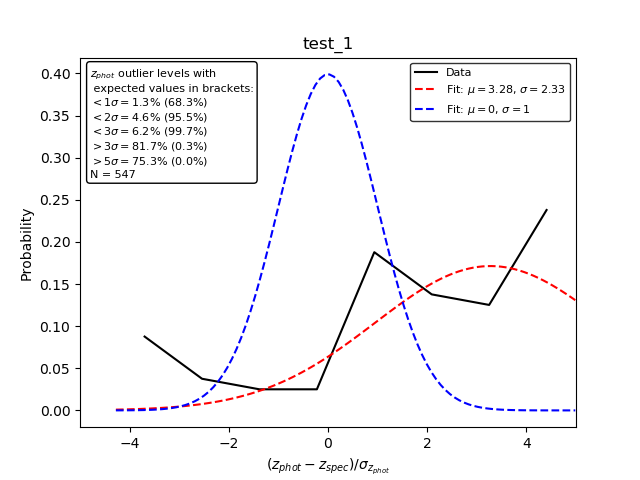 test_1
z_phot outlier levels with
expected values in brackets:
< 1σ = 1.3% (68.3%)
< 2σ = 4.6% (95.5%)
< 3σ = 6.2% (99.7%)
> 3σ = 81.7% (0.3%)
> 5σ = 75.3% (0.0%)
N = 547
Data
Fit: μ = 3.28, σ = 2.33
Fit: μ = 0, σ = 1
Probability
0.40
0.35
0.30
0.25
0.20
0.15
0.10
0.05
0.00
−4 −2 0 2 4
(z_phot − z_spec)/σ_z_phot